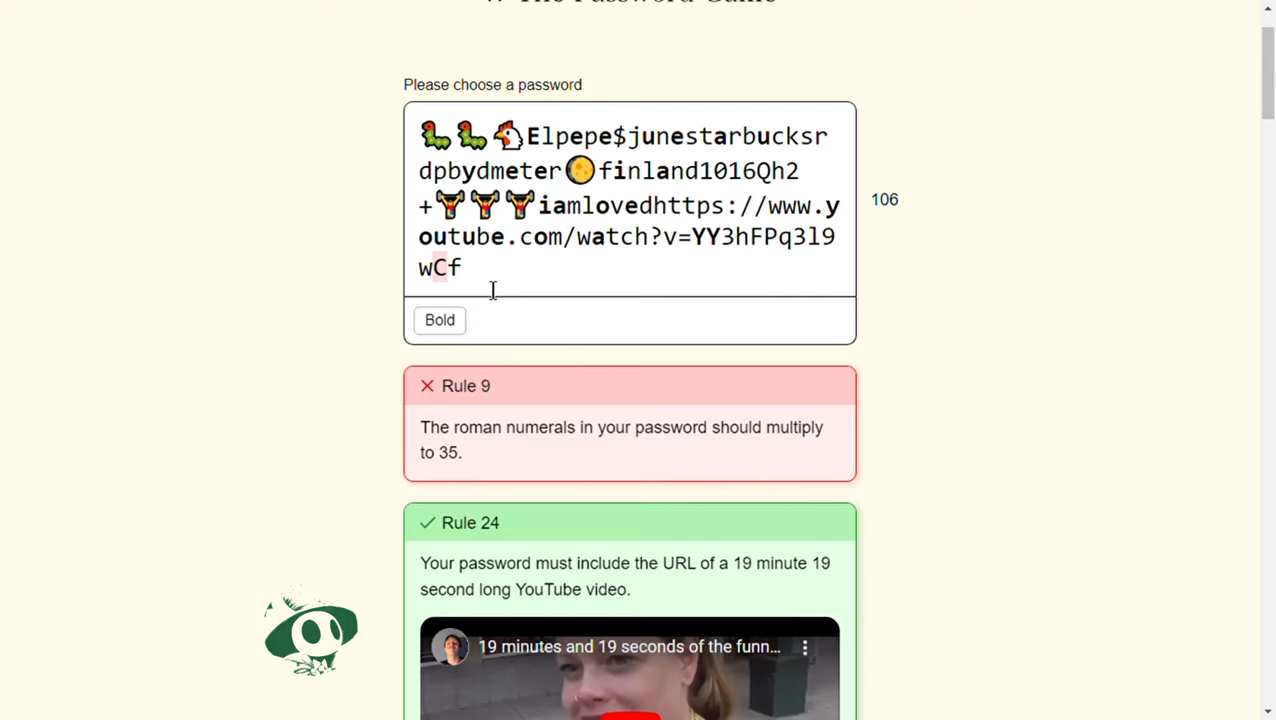 Please choose a password
🐛🐛🐔Elpepe$junestarbucksr
dpbydmeter🌔finland1016Qh2
+🏋️🏋️🏋️iamlovedhttps://www.y
outube.com/watch?v=YY3hFPq3l9
wCf
106
Bold
Rule 9
The roman numerals in your password should multiply
to 35.
Rule 24
Your password must include the URL of a 19 minute 19
second long YouTube video.
19 minutes and 19 seconds of the funn...